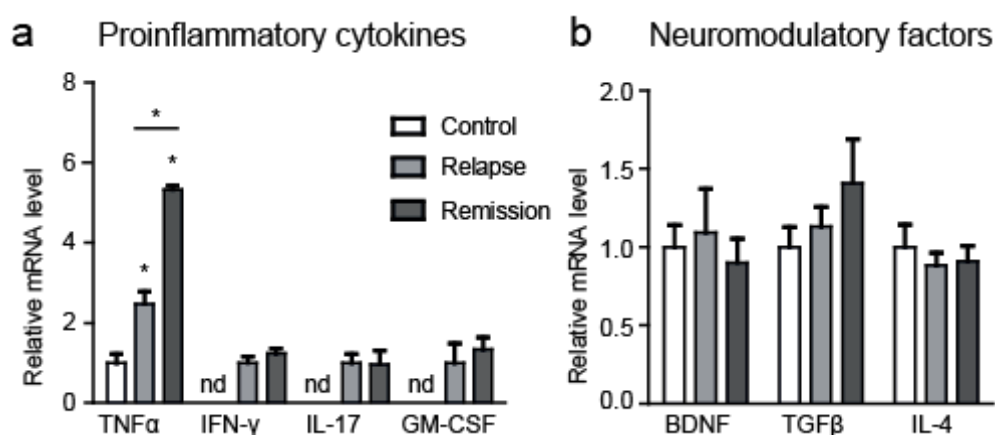 a Proinflammatory cytokines
Relative mRNA level
8
6
4
2
0
*
*
*
Control
Relapse
Remission
nd nd nd
TNFα IFN-γ IL-17 GM-CSF
b Neuromodulatory factors
Relative mRNA level
2.0
1.5
1.0
0.5
0.0
BDNF TGFβ IL-4